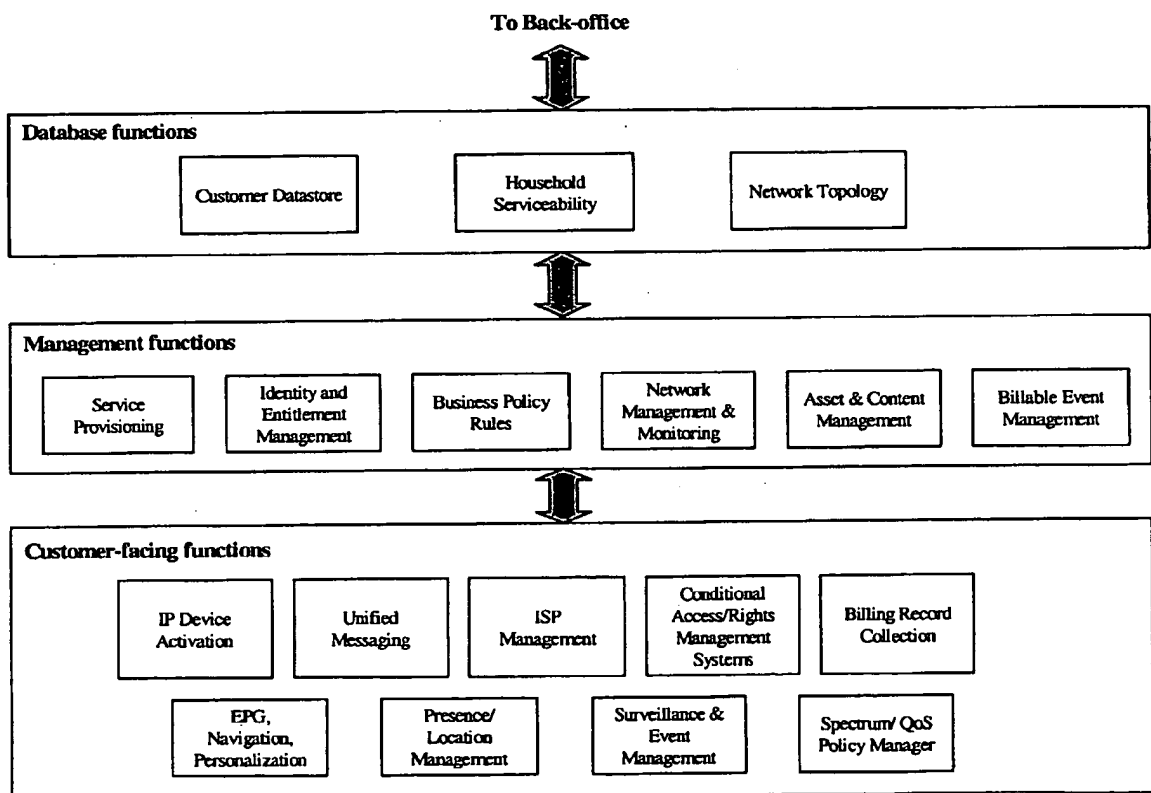 To Back-office
Database functions
Customer Datastore
Household
Serviceability
Network Topology
Management functions
Service
Provisioning
Identity and
Entitlement
Management
Business Policy
Rules
Network
Management &
Monitoring
Asset & Content
Management
Billable Event
Management
Customer-facing functions
IP Device
Activation
Unified
Messaging
ISP
Management
Conditional
Access/Rights
Management
Systems
Billing Record
Collection
EPG,
Navigation,
Personalization
Presence/
Location
Management
Surveillance &
Event
Management
Spectrum/ QoS
Policy Manager